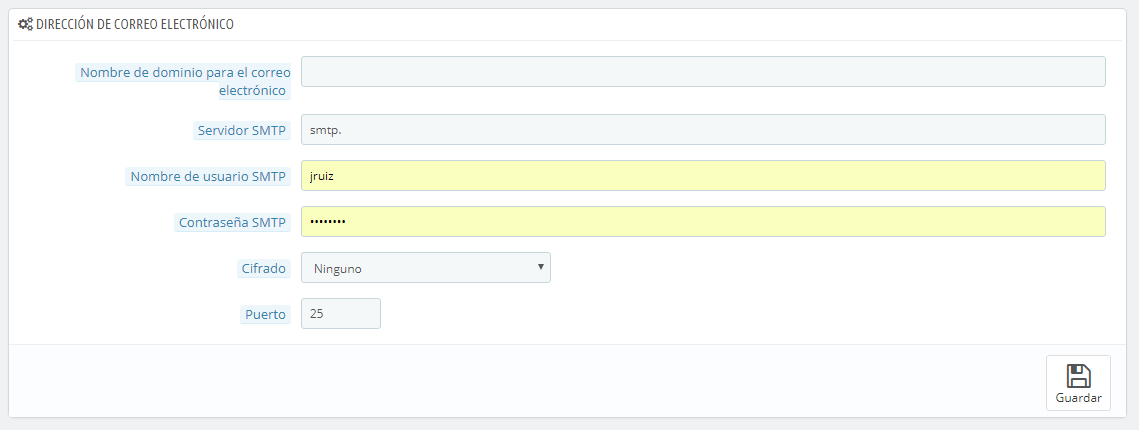 DIRECCIÓN DE CORREO ELECTRÓNICO
Nombre de dominio para el correo
electrónico
Servidor SMTP
smtp.
Nombre de usuario SMTP
jruiz
Contraseña SMTP
••••••••
Cifrado
Ninguno
Puerto
25
Guardar